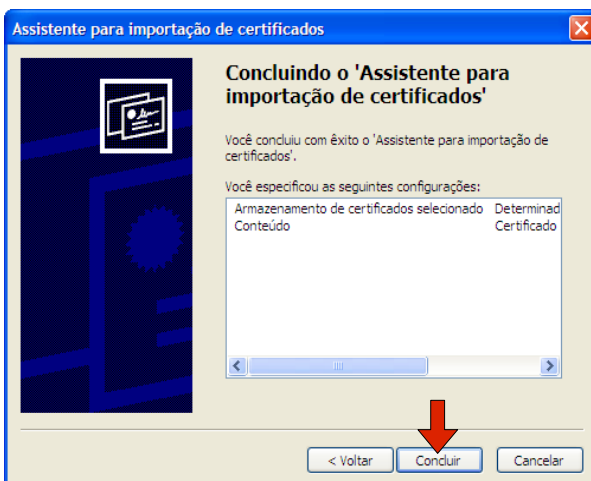 Assistente para importação de certificados
Concluindo o 'Assistente para
importação de certificados'
Você concluiu com êxito o 'Assistente para importação de
certificados'.
Você especificou as seguintes configurações:
Armazenamento de certificados selecionado Determinad
Conteúdo Certificado
< Voltar Concluir Cancelar